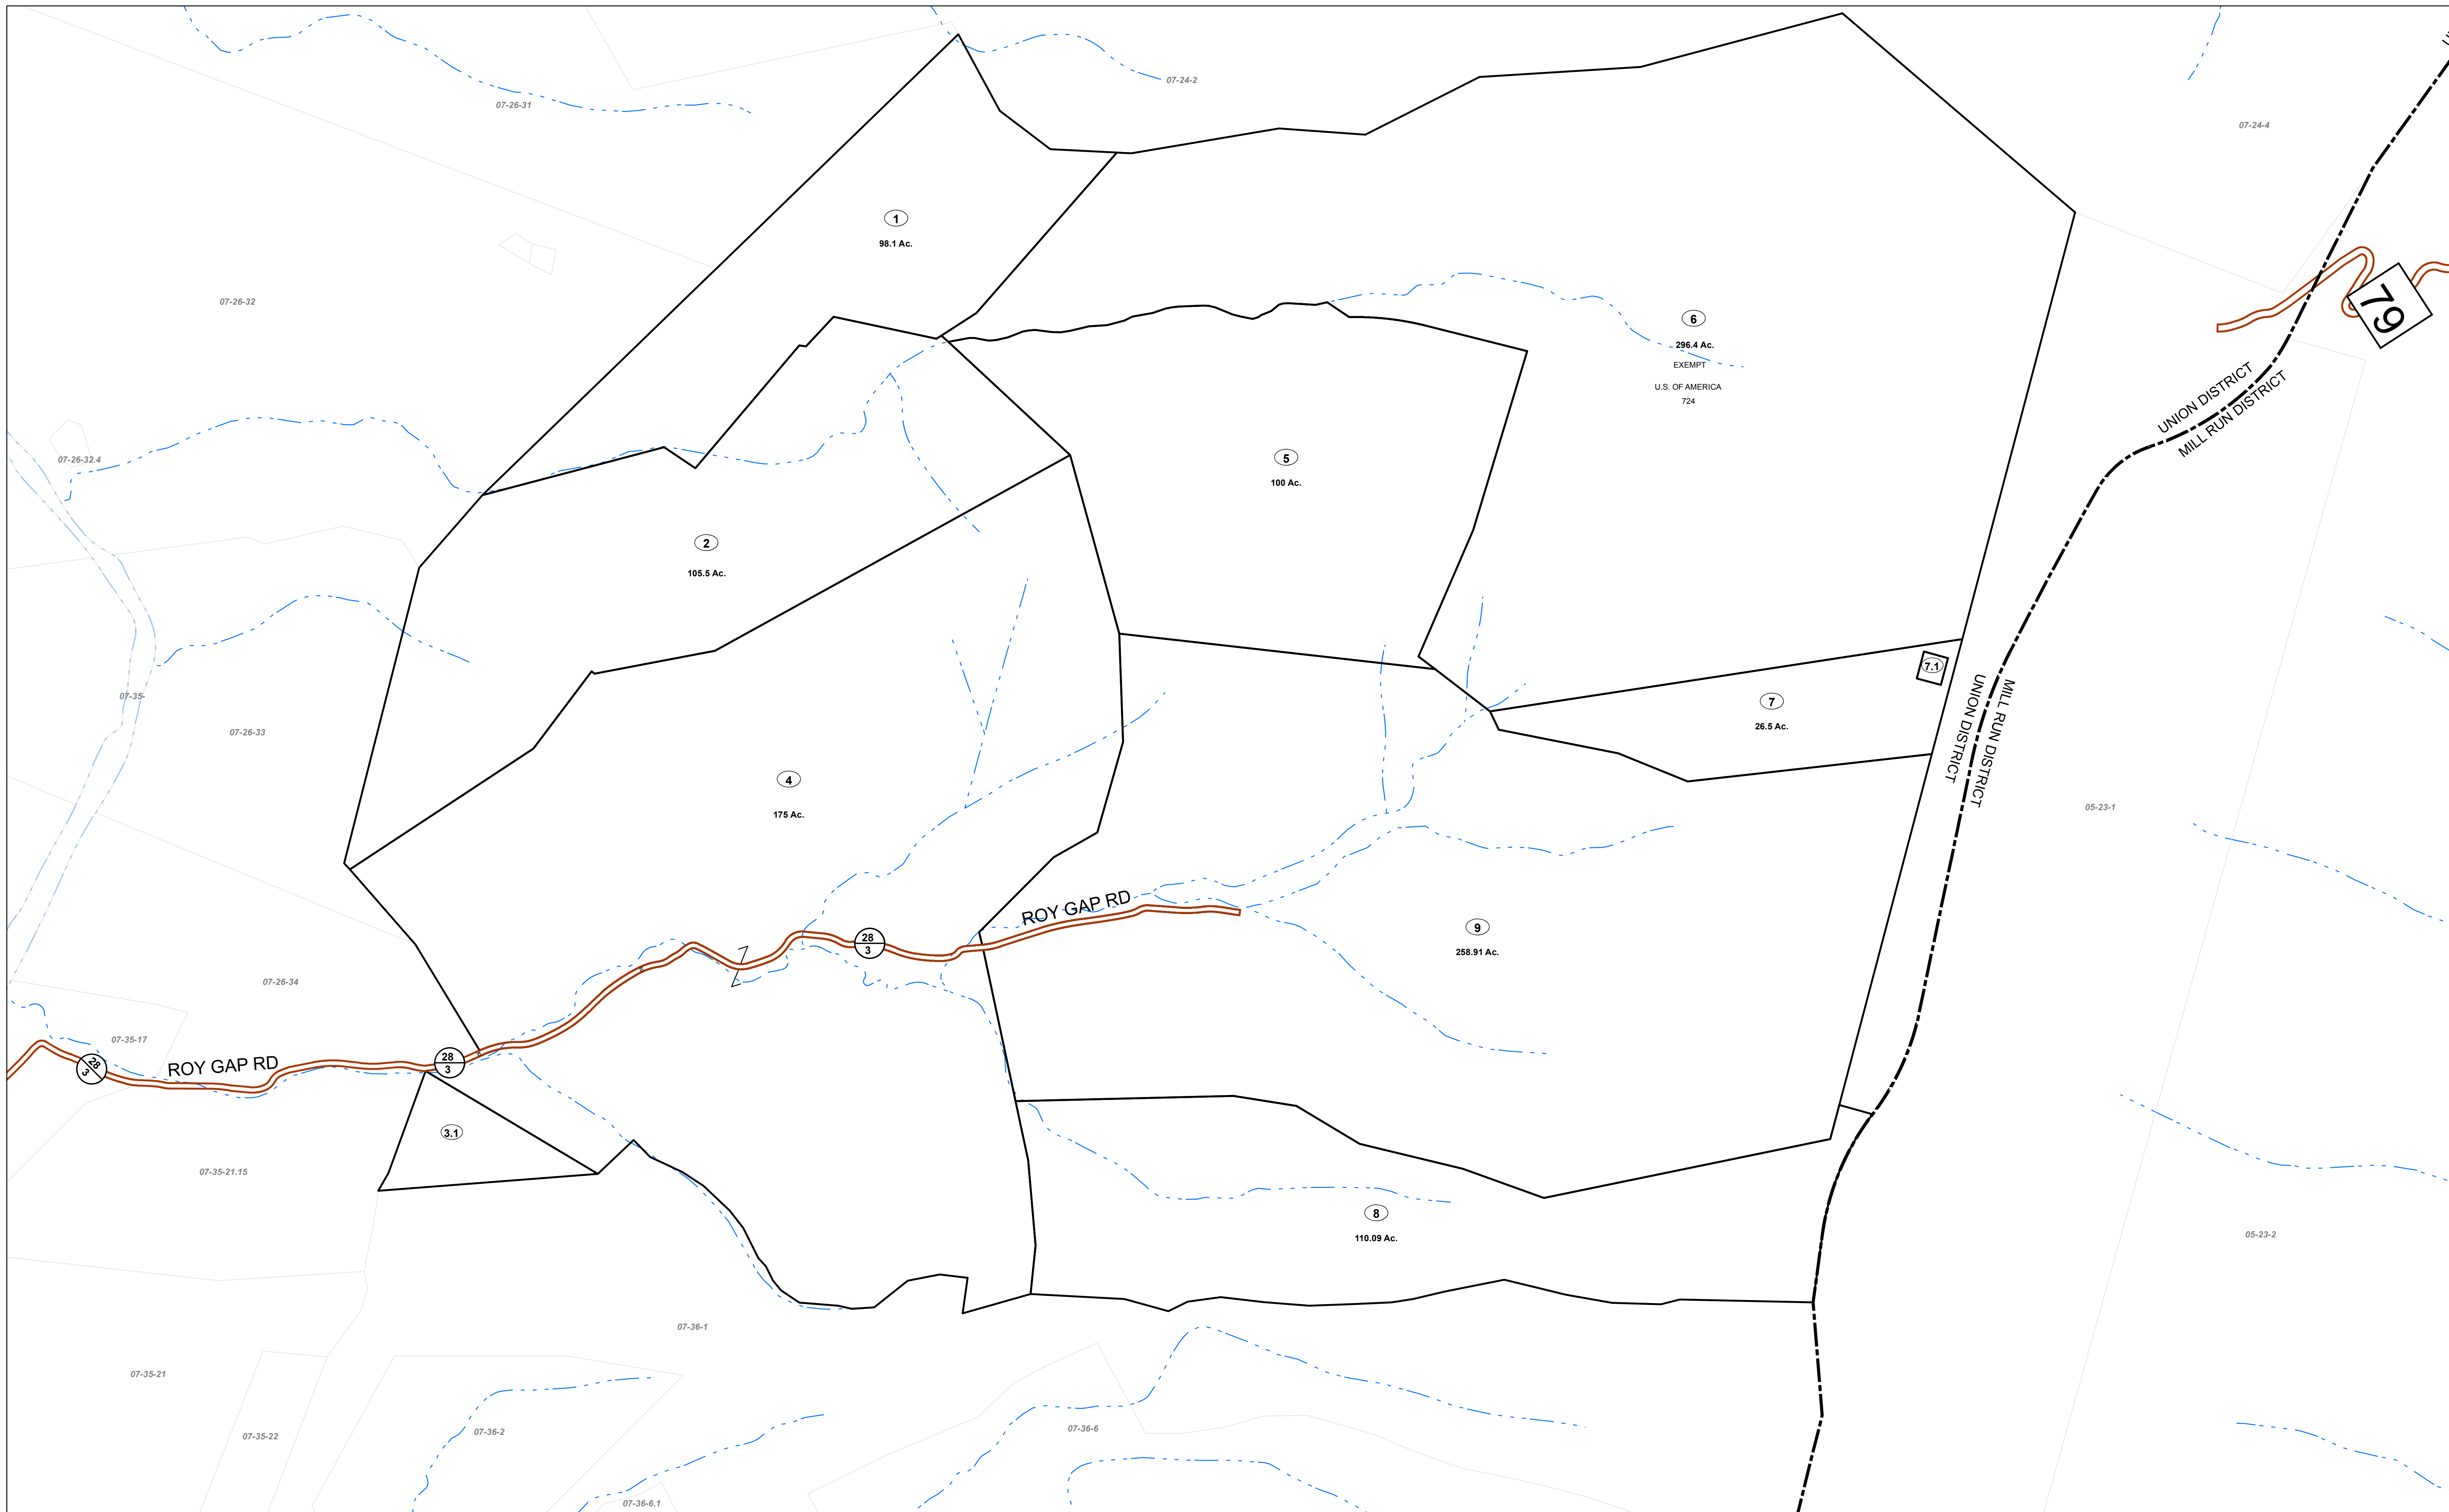 07-24-2
07-26-31
07-24-4
1
98.1 Ac.
07-26-32
79
6
296.4 Ac.
EXEMPT
U.S. OF AMERICA
724
UNION DISTRICT
MILL RUN DISTRICT
07-26-32.4
5
100 Ac.
2
105.5 Ac.
7.1
07-35-
7
26.5 Ac.
UNION DISTRICT
MILL RUN DISTRICT
07-26-33
4
175 Ac.
05-23-1
ROY GAP RD
28
3
9
258.91 Ac.
07-26-34
07-35-17
28
3
ROY GAP RD
28
3
3.1
07-35-21.15
8
110.09 Ac.
05-23-2
07-36-1
07-35-21
07-35-22
07-36-2
07-36-6
07-36-6.1